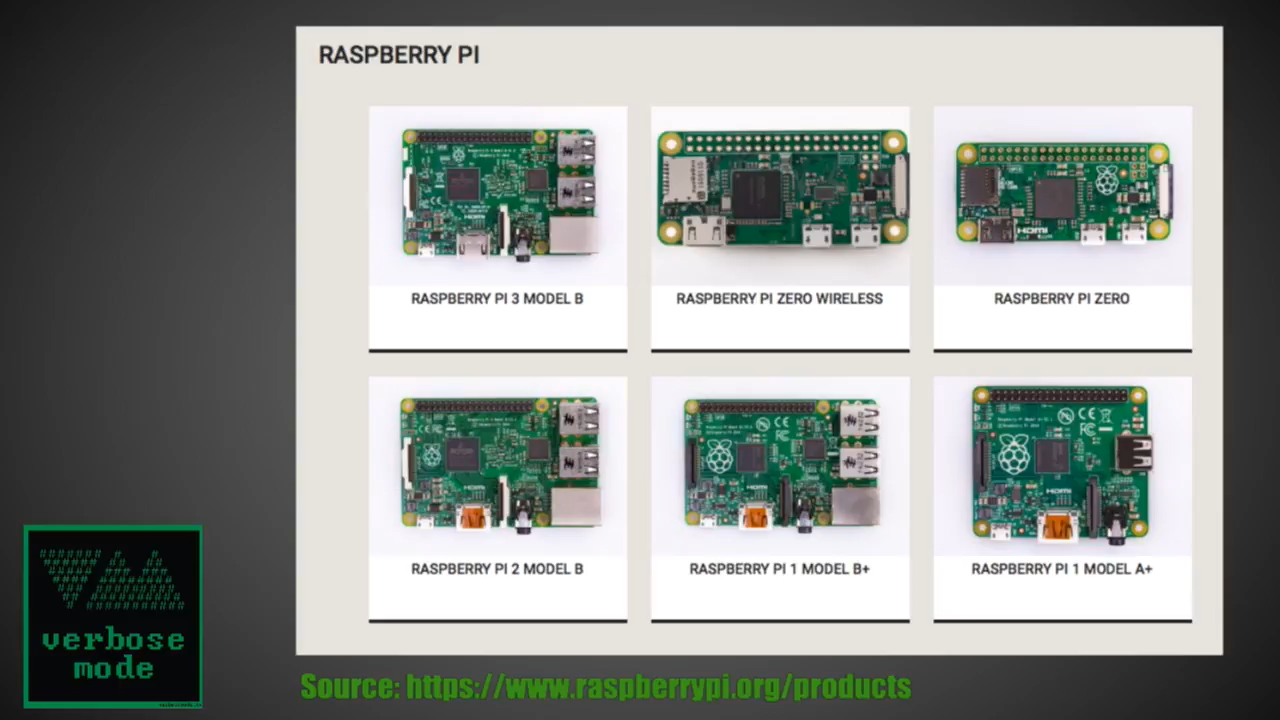 RASPBERRY PI
RASPBERRY PI 3 MODEL B
RASPBERRY PI ZERO WIRELESS
RASPBERRY PI ZERO
HDMI
RASPBERRY PI 2 MODEL B
RASPBERRY PI 1 MODEL B+
RASPBERRY PI 1 MODEL A+
verbose
mode
Source: https://www.raspberrypi.org/products